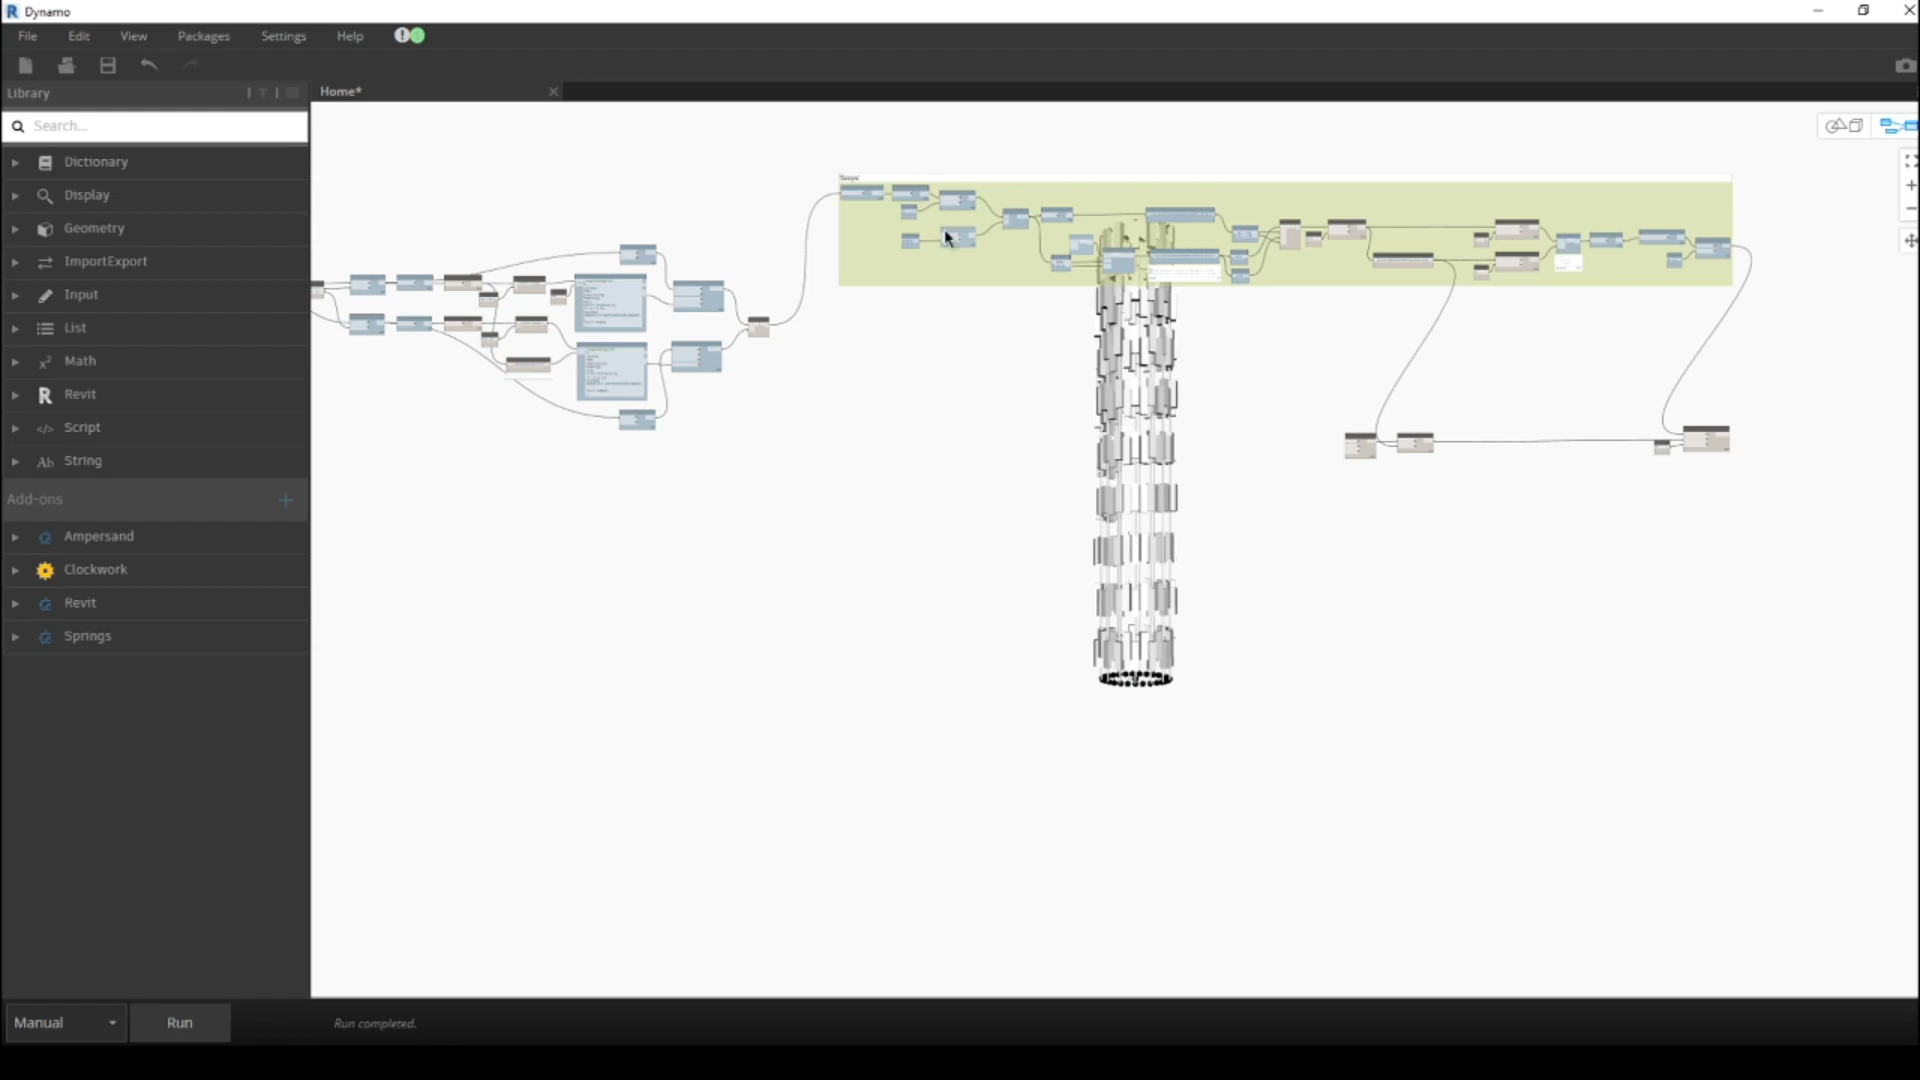 Dynamo
File Edit View Packages Settings Help
Library
Home*
Search...
Dictionary
Display
Geometry
ImportExport
Input
List
Math
Revit
Script
String
Add-ons
Ampersand
Clockwork
Revit
Springs
Manual
Run
Run completed.